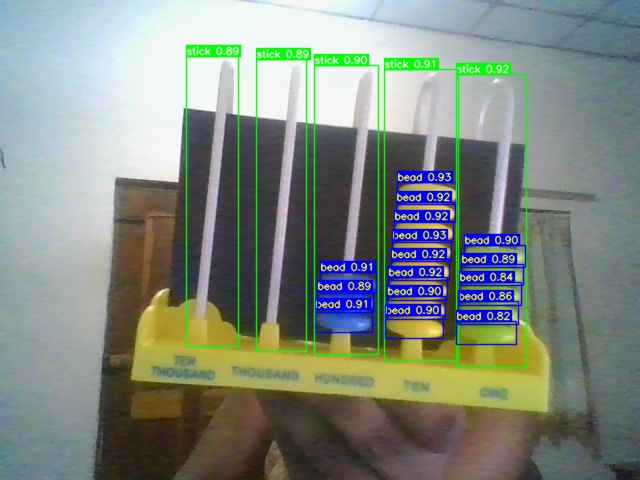 stick 0.89
stick 0.89
stick 0.90
stick 0.91
stick 0.92
bead 0.93
bead 0.92
bead 0.92
bead 0.93
bead 0.92
bead 0.92
bead 0.90
bead 0.90
bead 0.90
bead 0.89
bead 0.84
bead 0.86
bead 0.82
bead 0.91
bead 0.89
bead 0.91
TEN THOUSAND
THOUSAND
HUNDRED
TEN
ONE